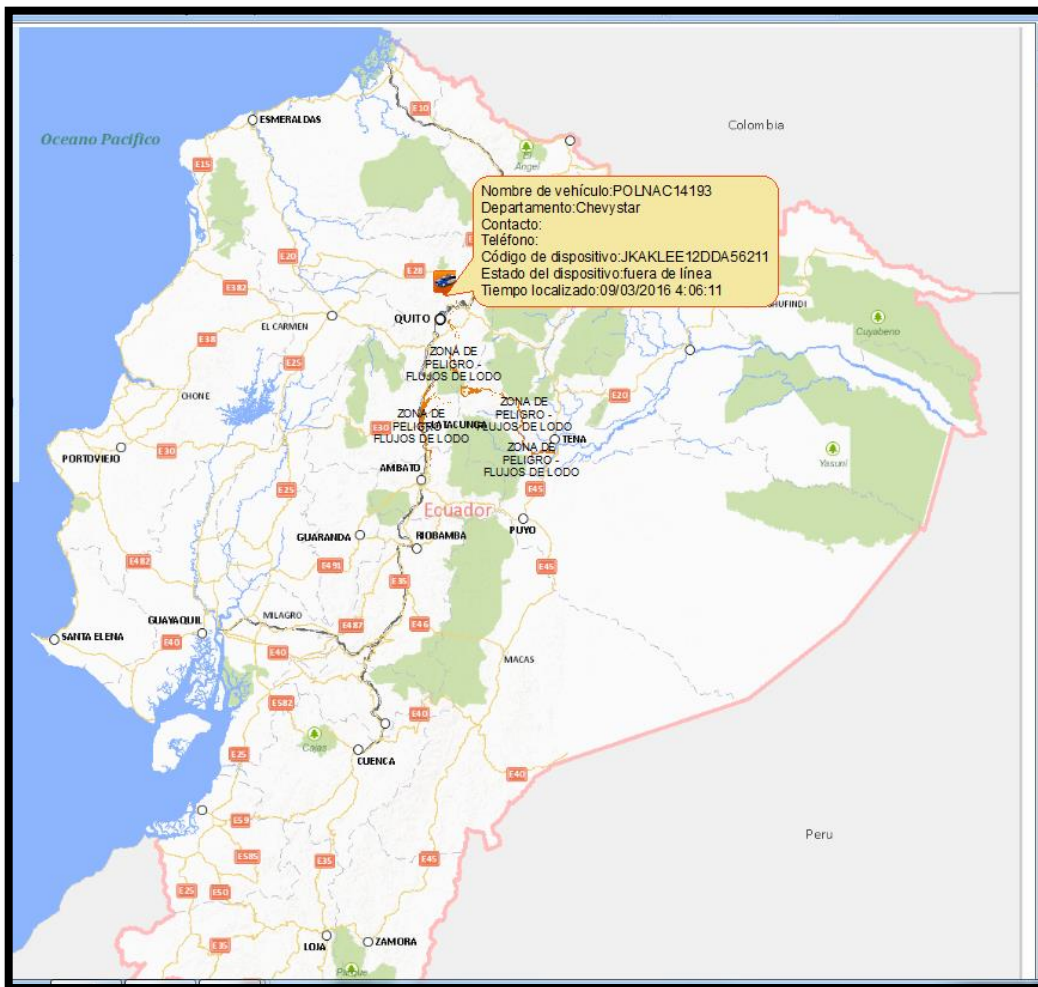 Colombia
E30
ESMERALDAS
Oceano Pacifico
El
Angel
E15
Nombre de vehículo:POLNAC14193
Departamento:Chevystar
Contacto:
Teléfono:
Código de dispositivo:JKAKLEE12DDA56211
Estado del dispositivo:fuera de línea
Tiempo localizado:09/03/2016 4:06:11
E20
E28
E382
QUITO
EL CARMEN
Cuyabeno
E38
ZONA DE
PELIGRO -
FLUJOS DE LODO
E25
CHONE
E20
ZONA DE
PELIGRO -
FLUJOS DE LODO
ZONA DE
PELIGRO -
FLUJOS DE LODO
E30
LATACUNGA
TENA
ZONA DE
PELIGRO -
FLUJOS DE LODO
PORTOVIEJO
E30
Yasuni
AMBATO
E25
E45
Ecuador
PUYO
GUARANDA
RIOBAMBA
E482
E491
E45
E35
MILAGRO
GUAYAQUIL
E487
E46
SANTA ELENA
E40
E40
MACAS
E582
E40
Cajas
E25
CUENCA
E40
E59
Peru
E585
E35
E45
E25
E50
LOJA
ZAMORA
E35